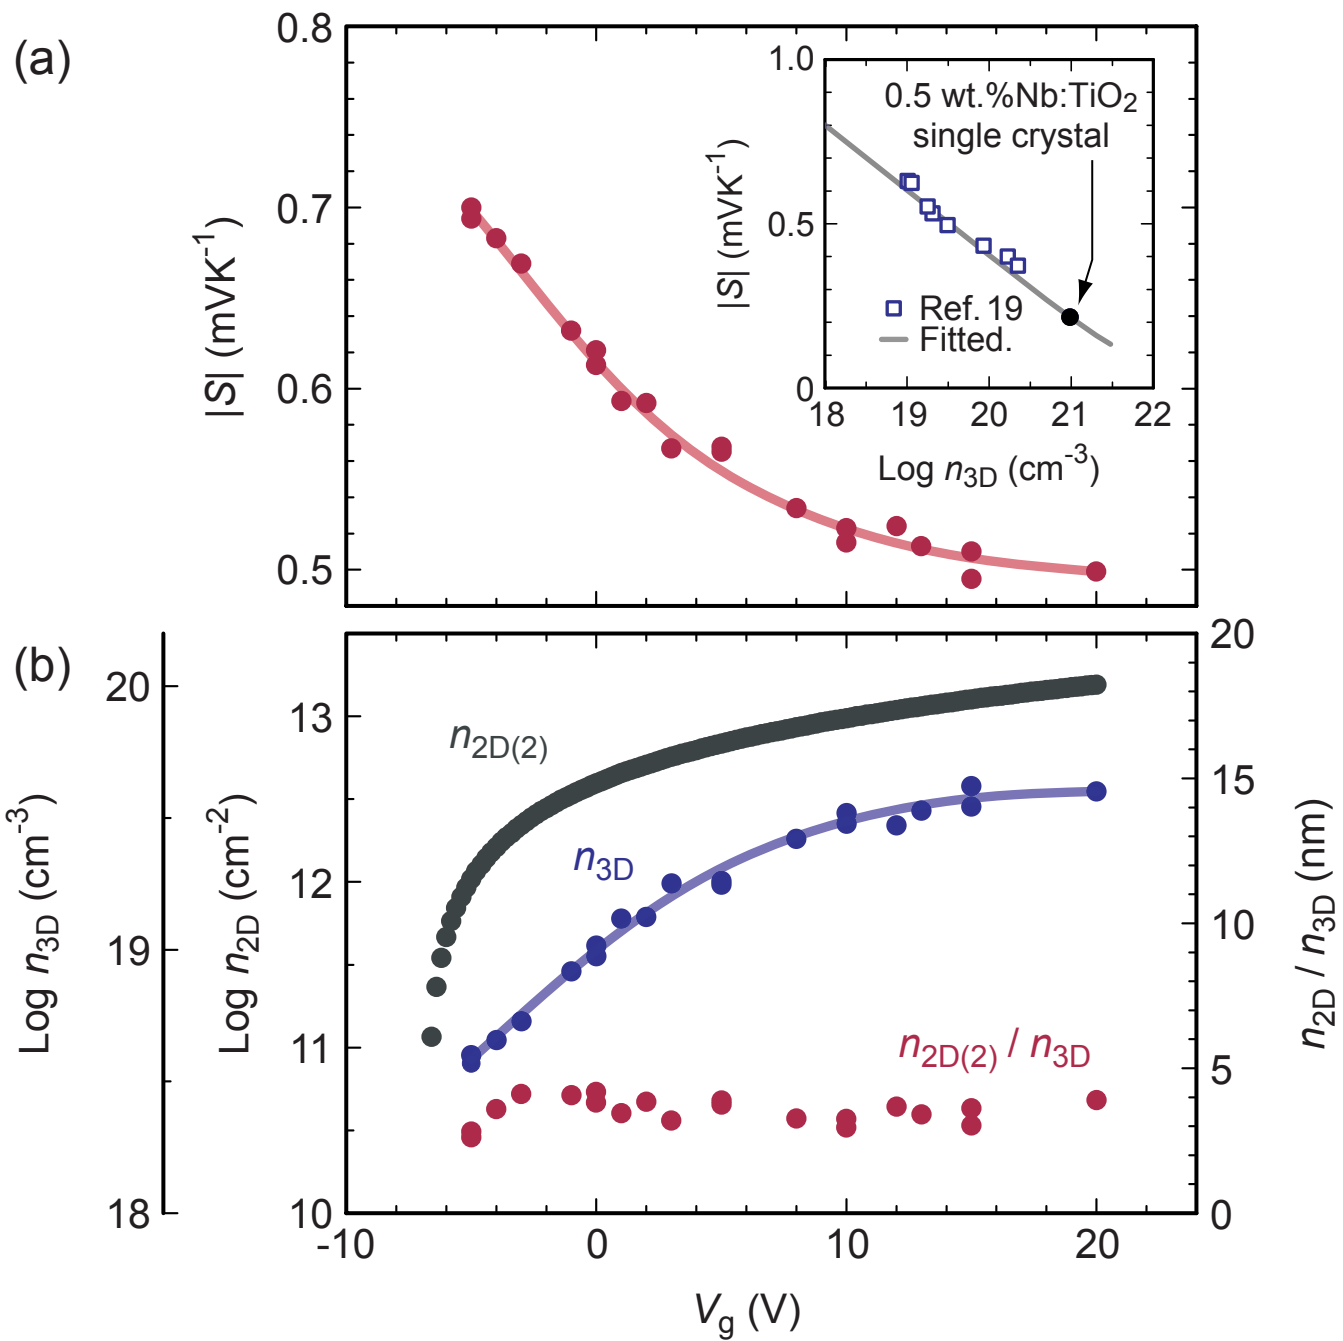 (a)
0.8
0.7
0.6
0.5
|S| (mVK-1)
1.0
0.5
0
|S| (mVK-1)
0.5 wt.%Nb:TiO2
single crystal
Ref. 19
Fitted.
18 19 20 21 22
Log n3D (cm-3)
(b)
20
19
18
Log n3D (cm-3)
13
12
11
10
Log n2D (cm-2)
n2D(2)
n3D
n2D(2) / n3D
20
15
10
5
0
n2D / n3D (nm)
-10 0 10 20
Vg (V)